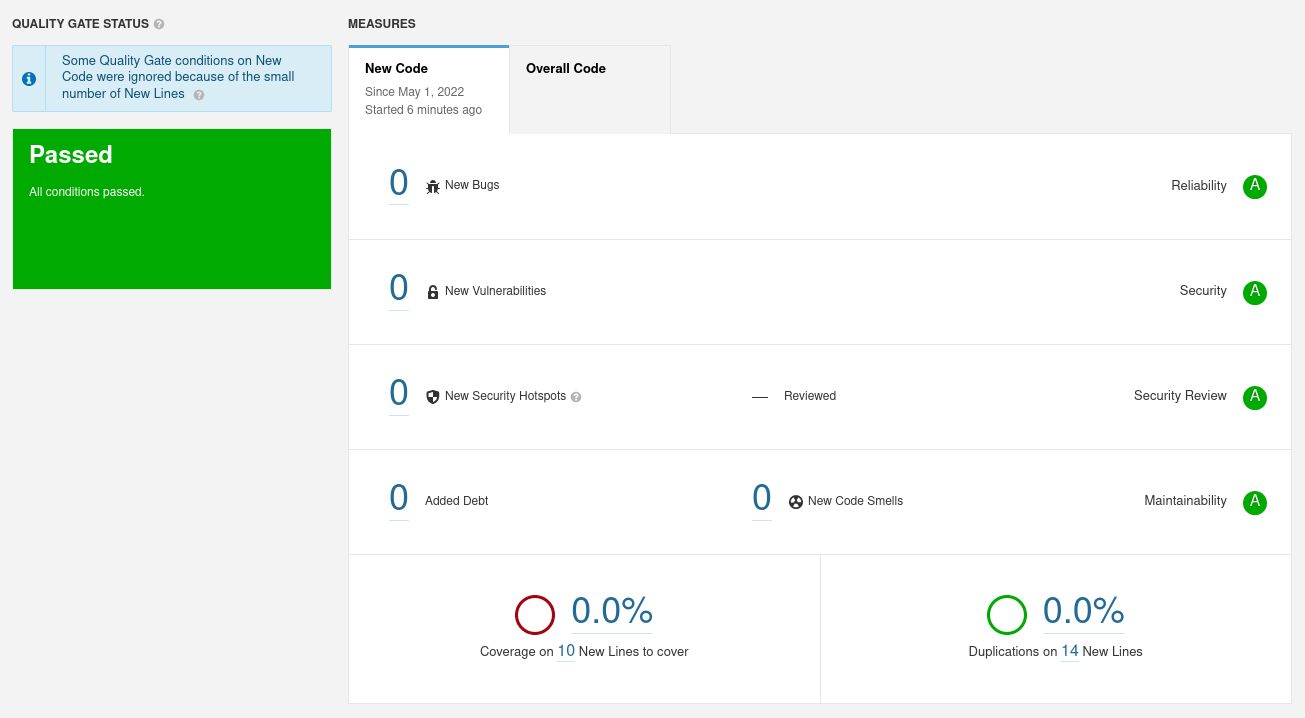 QUALITY GATE STATUS ?
Some Quality Gate conditions on New
Code were ignored because of the small
number of New Lines ?
Passed
All conditions passed.
MEASURES
New Code
Since May 1, 2022
Started 6 minutes ago
Overall Code
0 New Bugs
Reliability A
0 New Vulnerabilities
Security A
0 New Security Hotspots ?
— Reviewed
Security Review A
0 Added Debt
0 New Code Smells
Maintainability A
0.0%
Coverage on 10 New Lines to cover
0.0%
Duplications on 14 New Lines